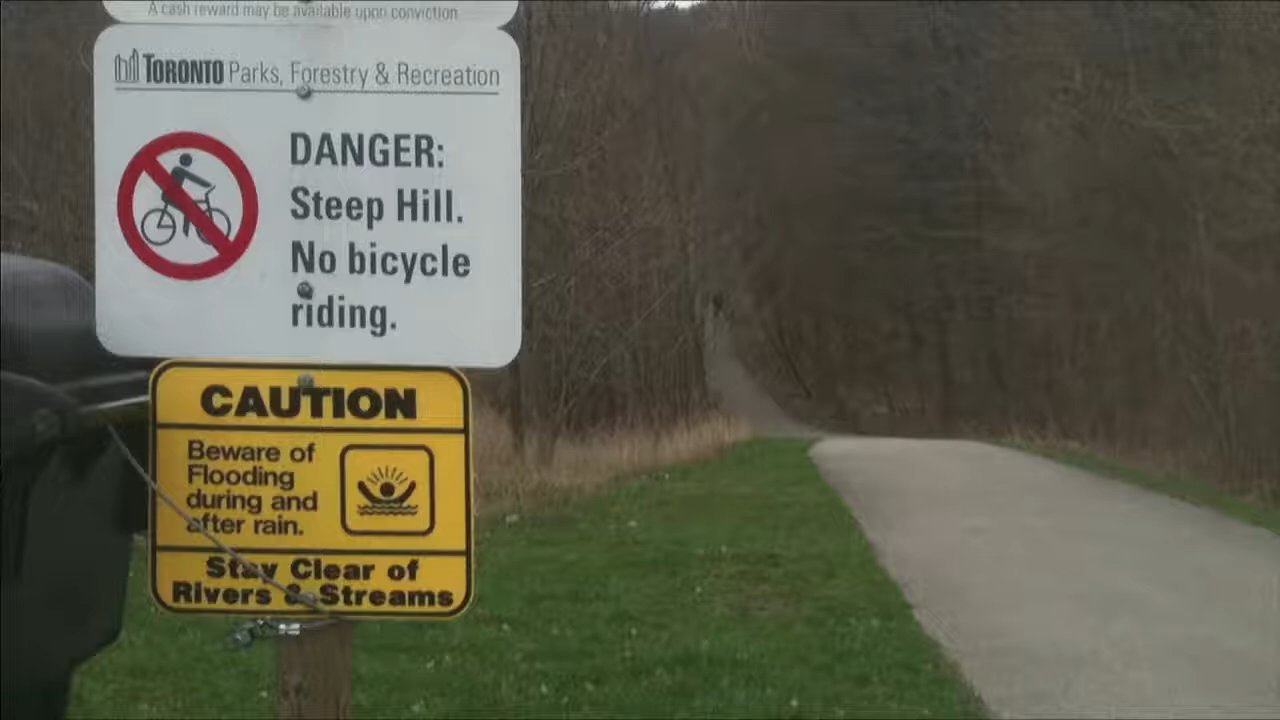 A cash reward may be available upon conviction
TORONTO Parks, Forestry & Recreation
DANGER:
Steep Hill.
No bicycle
riding.
CAUTION
Beware of
Flooding
during and
after rain.
Stay Clear of
Rivers & Streams